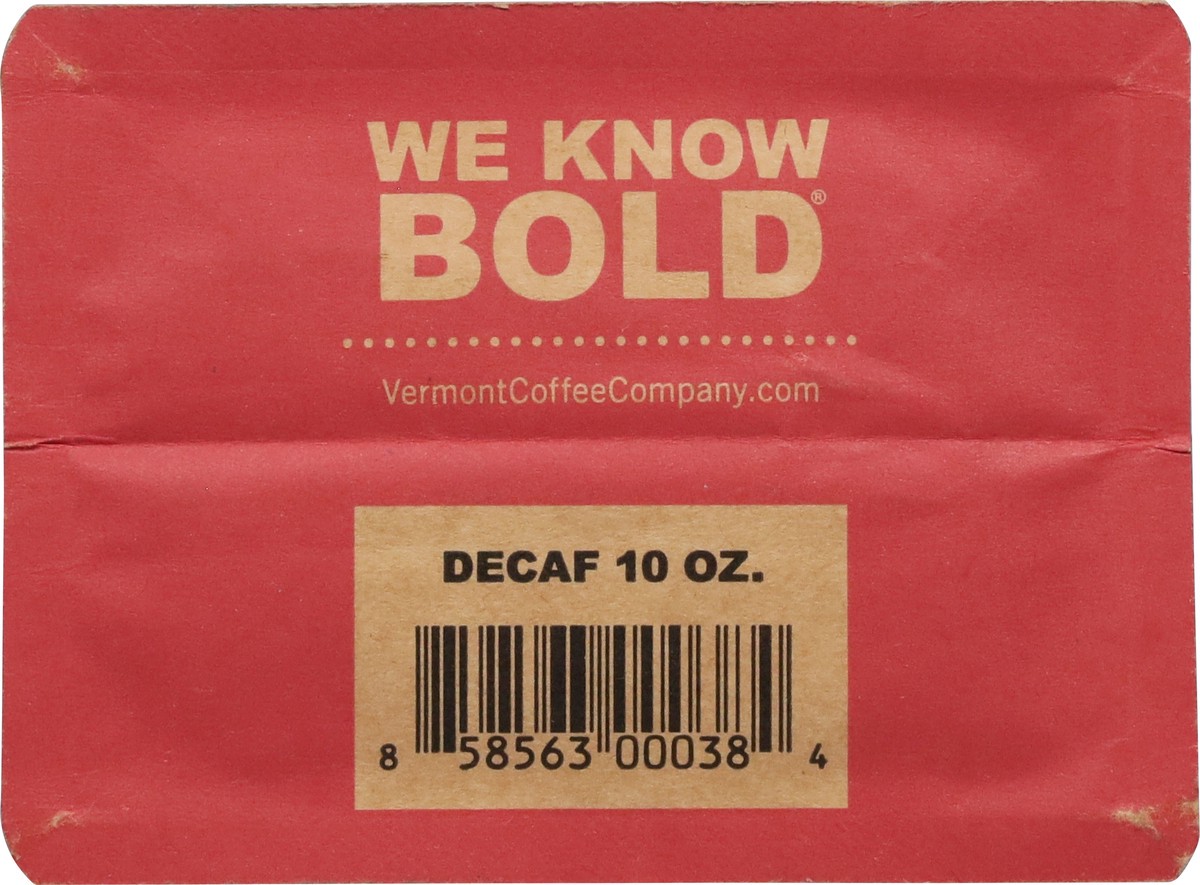 WE KNOW
BOLD®
VermontCoffeeCompany.com
DECAF 10 OZ.
8 58563 00038 4